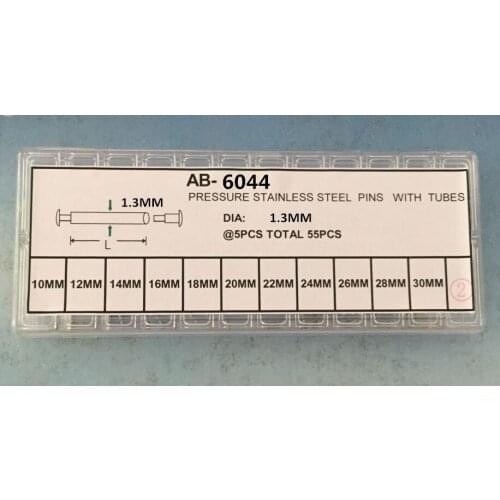 AB- 6044
PRESSURE STAINLESS STEEL PINS WITH TUBES
1.3MM
DIA: 1.3MM
@5PCS TOTAL 55PCS
L
10MM 12MM 14MM 16MM 18MM 20MM 22MM 24MM 26MM 28MM 30MM 2